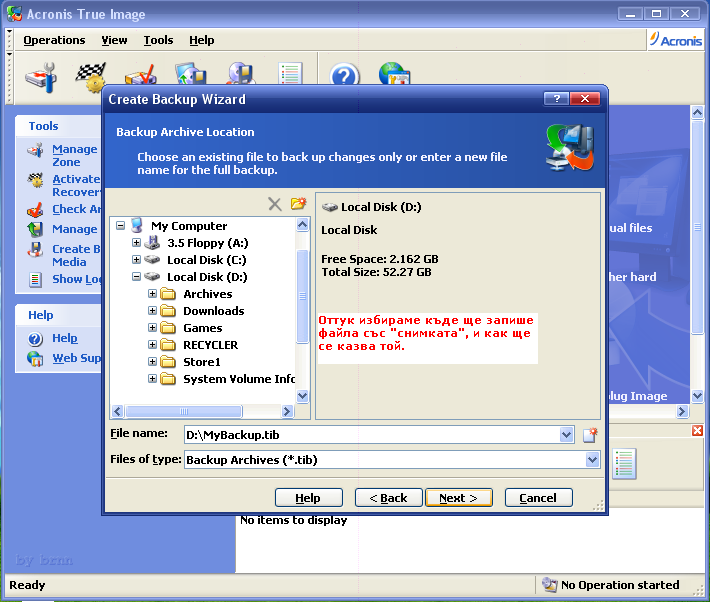 Acronis True Image
Operations View Tools Help
Acronis
Create Backup Wizard
Backup Archive Location
Choose an existing file to back up changes only or enter a new file
name for the full backup.
Tools
Manage
Zone
Activate
Recover
Check Ar
Manage
Create B
Media
Show Log
Help
Help
Web Sup
My Computer
3.5 Floppy (A:)
Local Disk (C:)
Local Disk (D:)
Archives
Downloads
Games
RECYCLER
Store1
System Volume Info
Local Disk (D:)
Local Disk
Free Space: 2.162 GB
Total Size: 52.27 GB
Оттук избираме къде ще запише
файла със "снимката", и как ще
се казва той.
ual files
her hard
lug Image
File name: D:\MyBackup.tib
Files of type: Backup Archives (*.tib)
Help < Back Next > Cancel
No items to display
by brnn
Ready
No Operation started